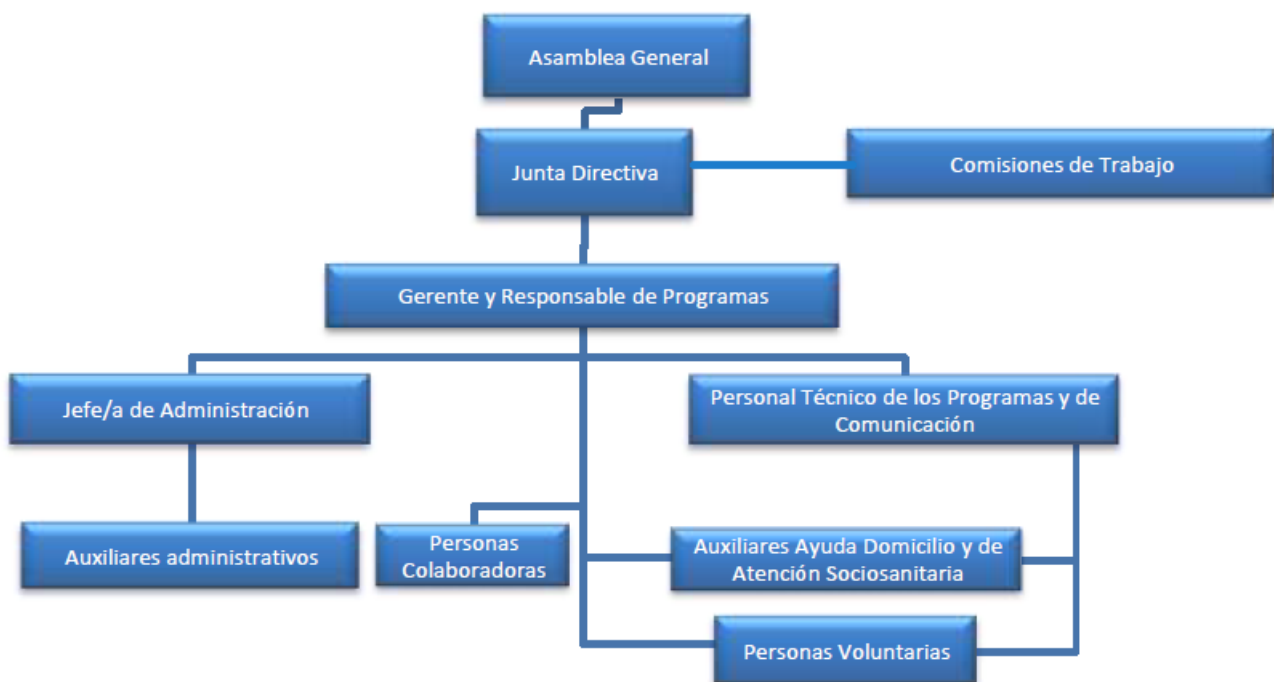 Asamblea General
Junta Directiva
Comisiones de Trabajo
Gerente y Responsable de Programas
Jefe/a de Administración
Personal Técnico de los Programas y de
Comunicación
Auxiliares administrativos
Personas
Colaboradoras
Auxiliares Ayuda Domicilio y de
Atención Sociosanitaria
Personas Voluntarias